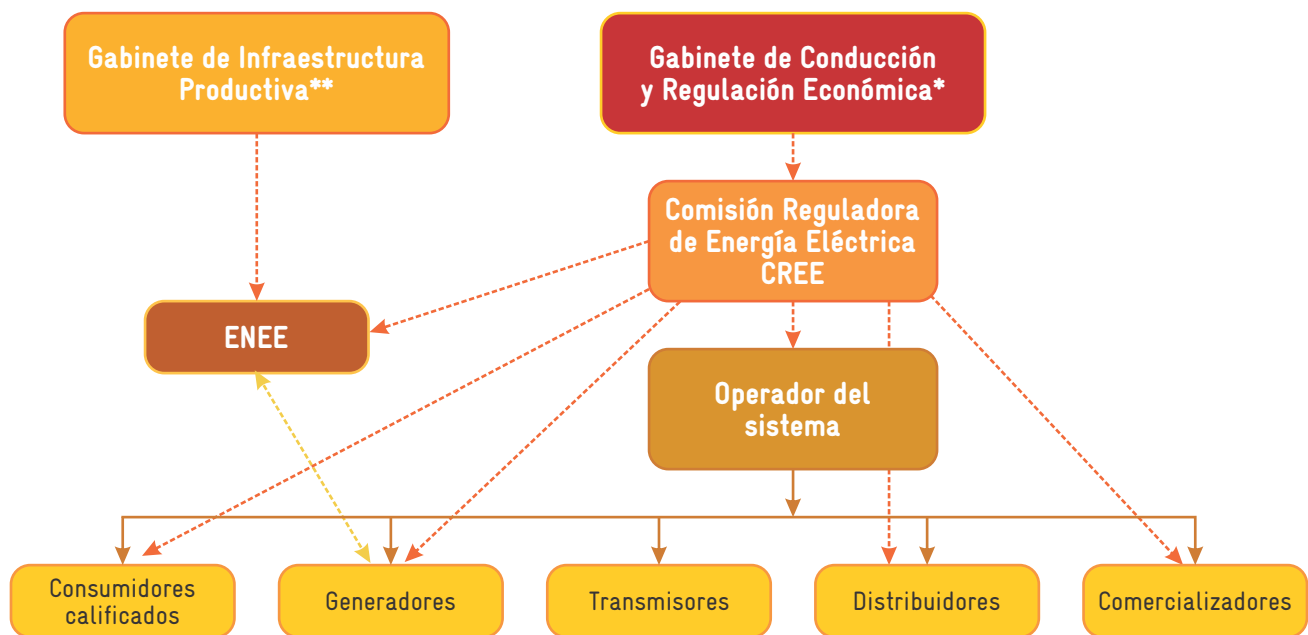 Gabinete de Infraestructura
Productiva**
Gabinete de Conducción
y Regulación Económica*
Comisión Reguladora
de Energía Eléctrica
CREE
ENEE
Operador del
sistema
Consumidores
calificados
Generadores
Transmisores
Distribuidores
Comercializadores